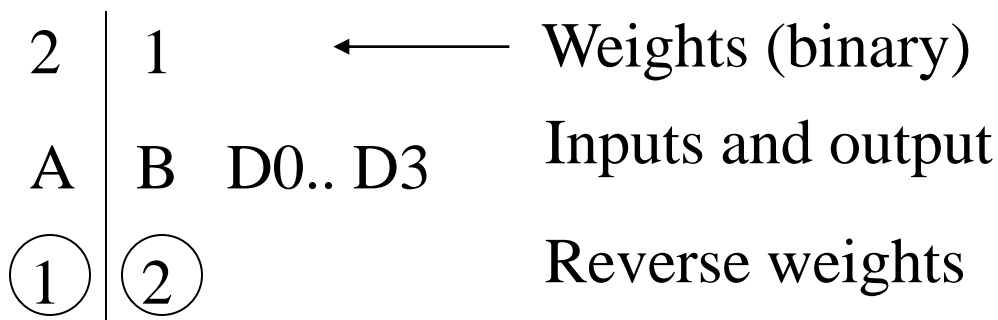 2 1 Weights (binary)
A B D0.. D3 Inputs and output
1 2 Reverse weights